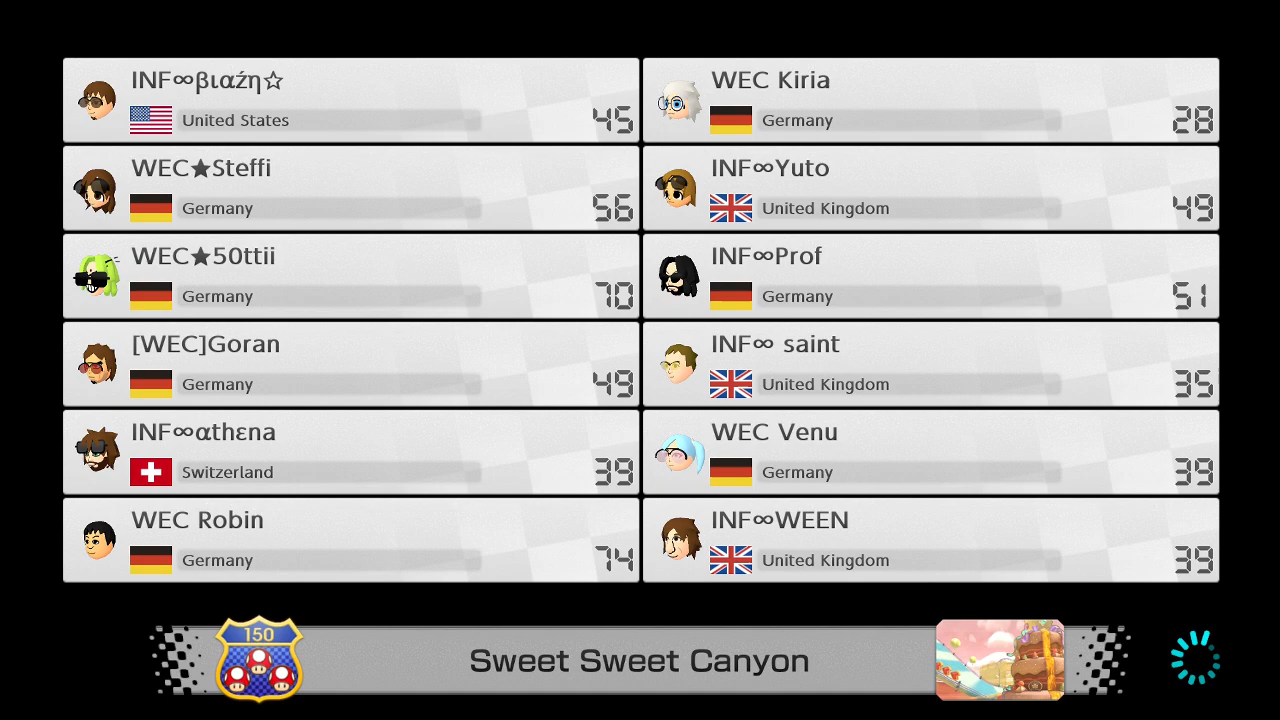 INF∞βιαźη☆
United States
45
WEC★Steffi
Germany
56
WEC★50ttii
Germany
70
[WEC]Goran
Germany
49
INF∞αthεna
Switzerland
39
WEC Robin
Germany
74
WEC Kiria
Germany
28
INF∞Yuto
United Kingdom
49
INF∞Prof
Germany
51
INF∞ saint
United Kingdom
35
WEC Venu
Germany
39
INF∞WEEN
United Kingdom
39
150
Sweet Sweet Canyon